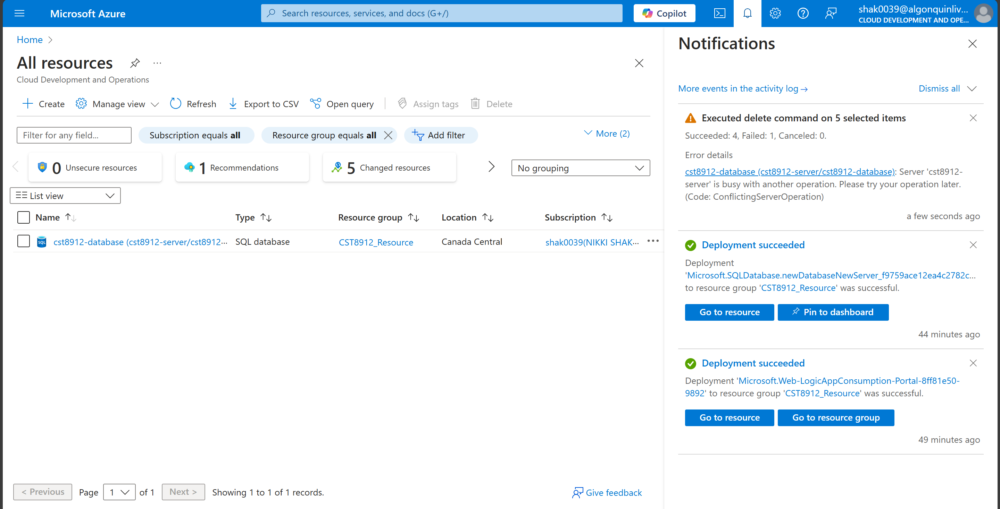 Microsoft Azure
Search resources, services, and docs (G+/)
Copilot
shak0039@algonquinliv...
CLOUD DEVELOPMENT AND OPE...
Home
All resources
...
Cloud Development and Operations
Create
Manage view
Refresh
Export to CSV
Open query
Assign tags
Delete
Filter for any field...
Subscription equals all
Resource group equals all
Add filter
More (2)
0 Unsecure resources
1 Recommendations
5 Changed resources
No grouping
List view
Name Type Resource group Location Subscription
SQL cst8912-database (cst8912-server/cst8912... SQL database CST8912_Resource Canada Central shak0039(NIKKI SHAK... ...
< Previous Page 1 of 1 Next > Showing 1 to 1 of 1 records.
Give feedback
Notifications
More events in the activity log →
Dismiss all
Executed delete command on 5 selected items
Succeeded: 4, Failed: 1, Canceled: 0.
Error details
cst8912-database (cst8912-server/cst8912-database): Server 'cst8912-
server' is busy with another operation. Please try your operation later.
(Code: ConflictingServerOperation)
a few seconds ago
Deployment succeeded
Deployment
'Microsoft.SQLDatabase.newDatabaseNewServer_f9759ace12ea4c2782c...
to resource group 'CST8912_Resource' was successful.
Go to resource
Pin to dashboard
44 minutes ago
Deployment succeeded
Deployment 'Microsoft.Web-LogicAppConsumption-Portal-8ff81e50-
9892' to resource group 'CST8912_Resource' was successful.
Go to resource
Go to resource group
49 minutes ago